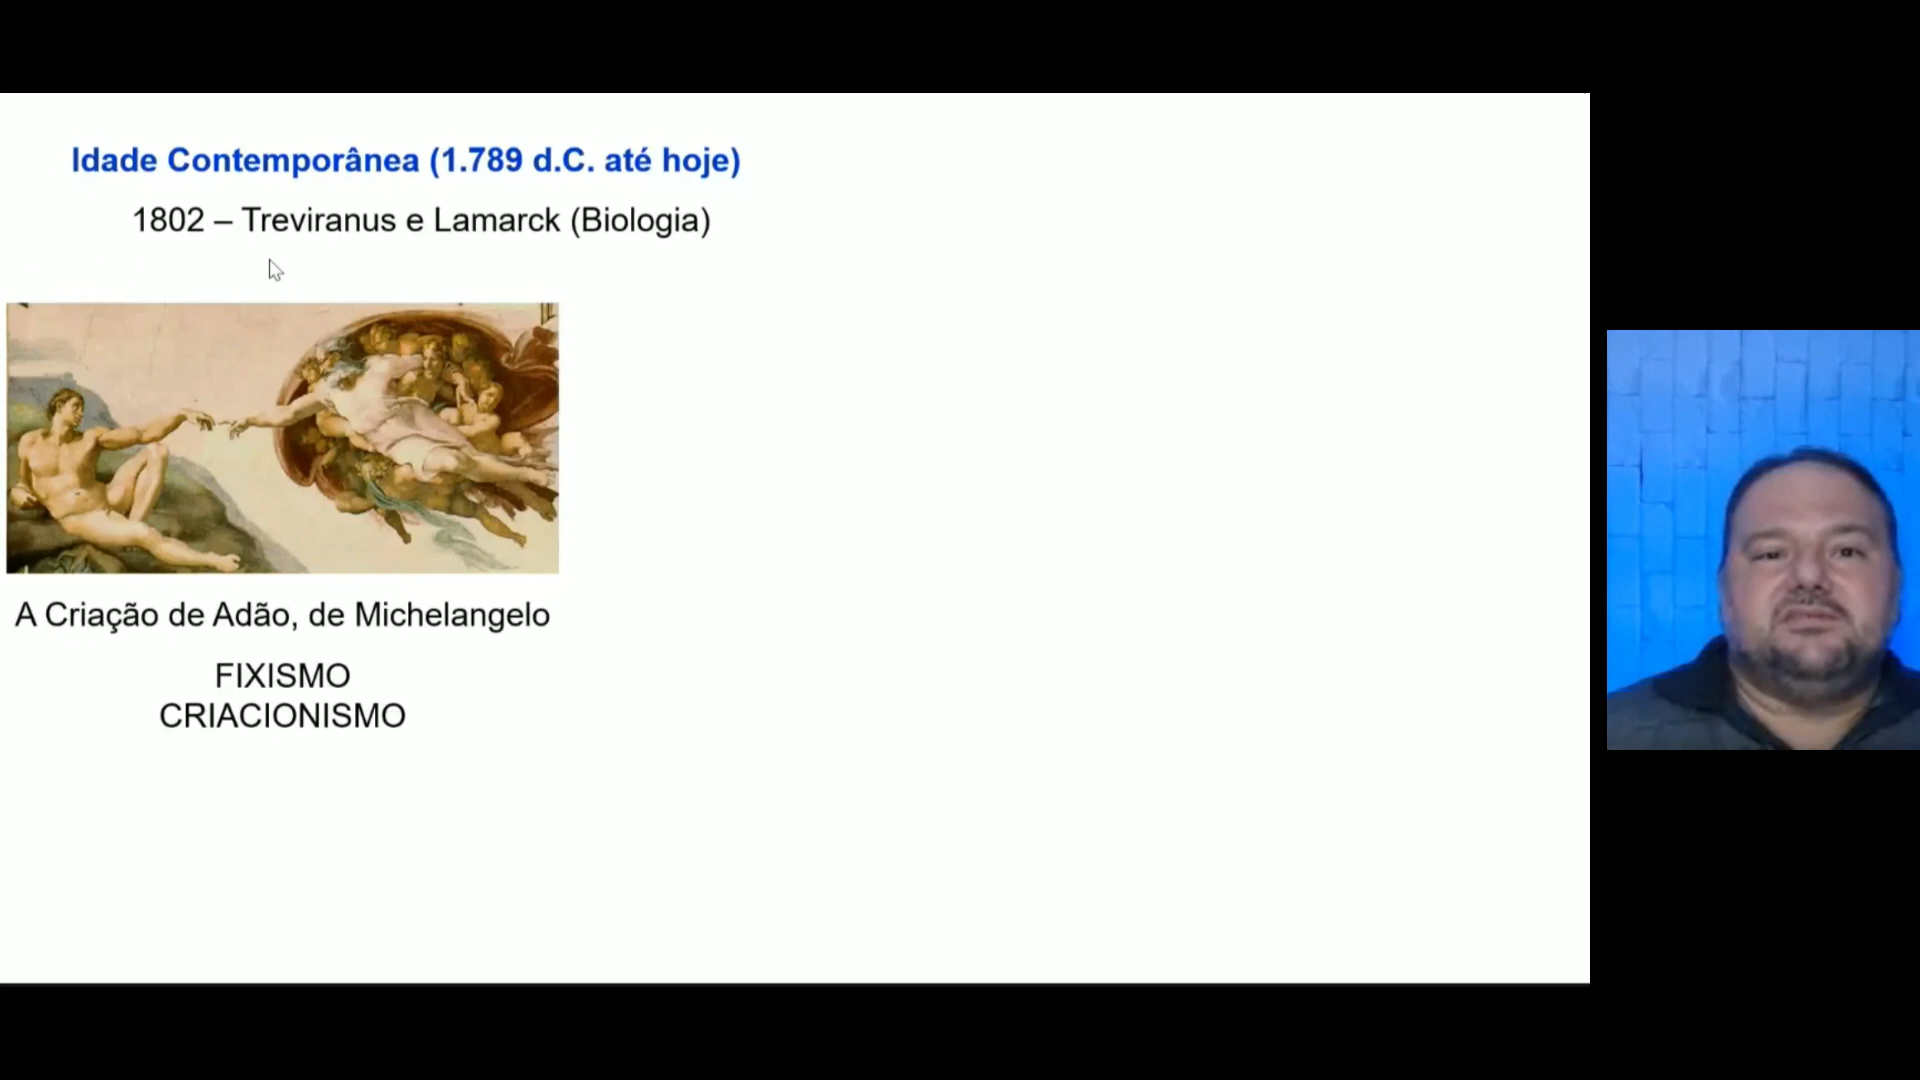 Idade Contemporânea (1.789 d.C. até hoje)
1802 – Treviranus e Lamarck (Biologia)
A Criação de Adão, de Michelangelo
FIXISMO
CRIACIONISMO